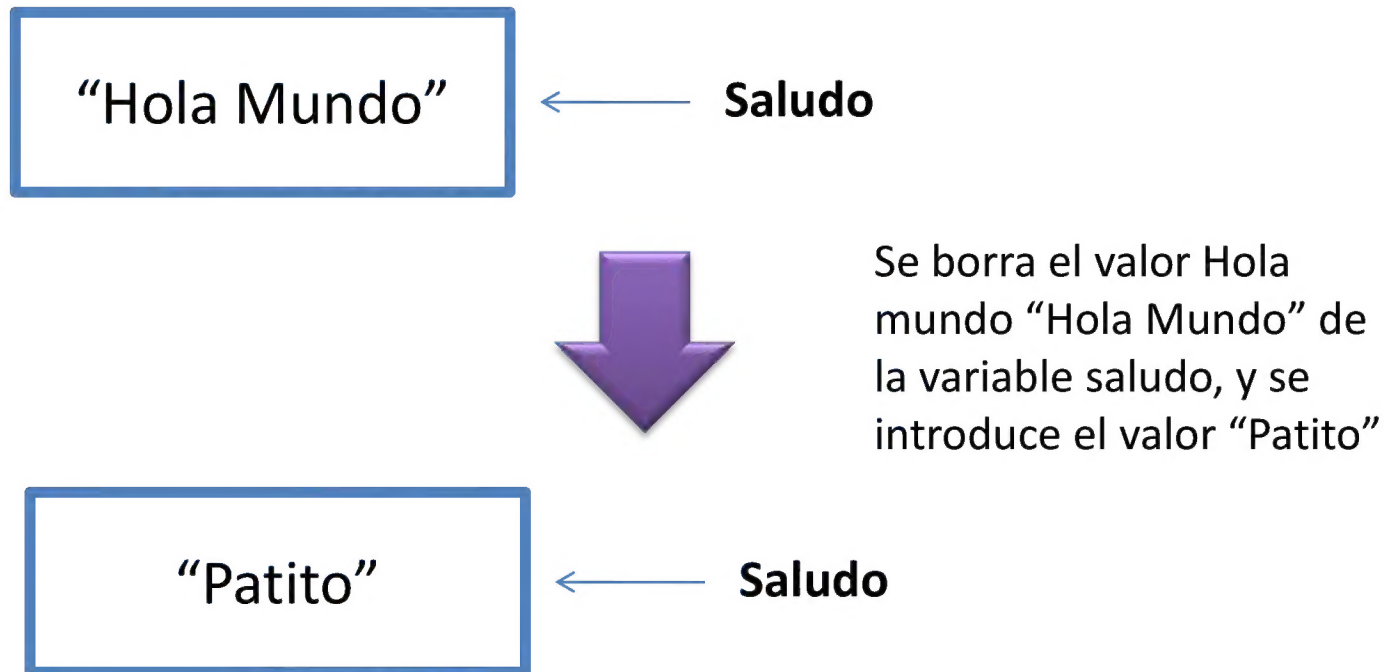 “Hola Mundo”
Saludo
Se borra el valor Hola
mundo “Hola Mundo” de
la variable saludo, y se
introduce el valor “Patito”
“Patito”
Saludo